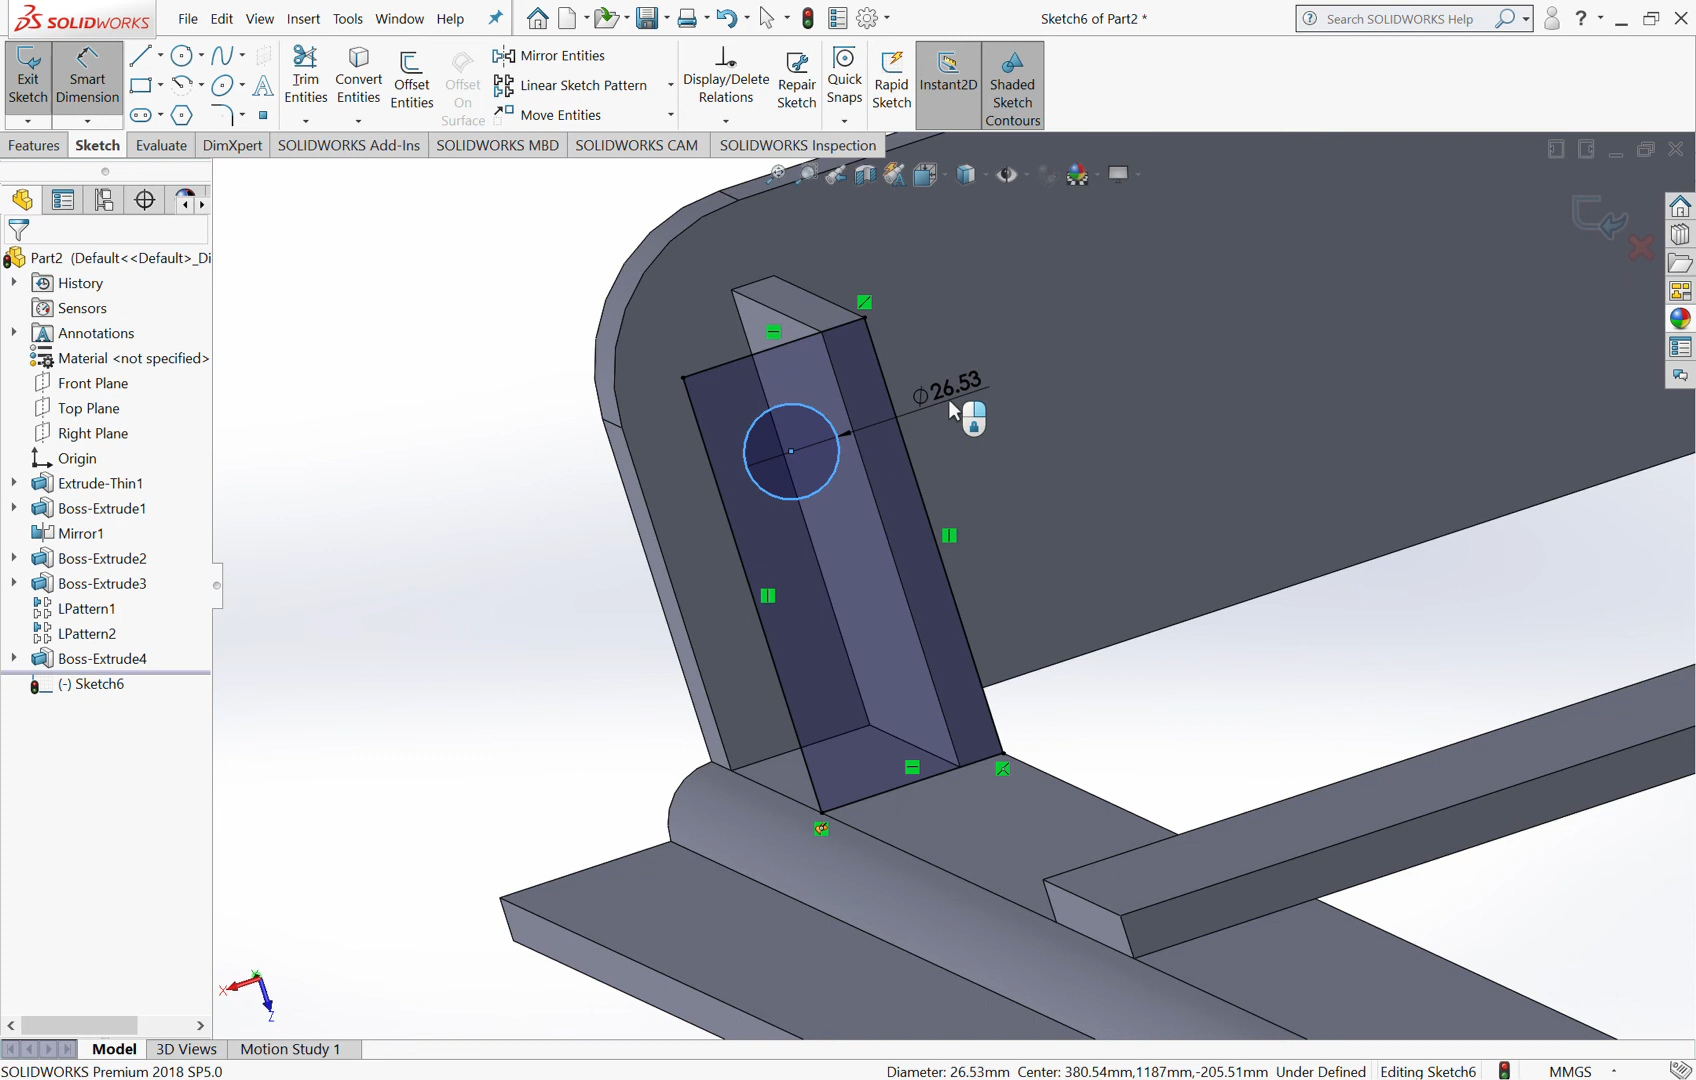 SOLIDWORKS
File Edit View Insert Tools Window Help
Sketch6 of Part2 *
Search SOLIDWORKS Help
Exit Sketch
Smart Dimension
Trim Entities
Convert Entities
Offset Entities
Offset On Surface
Mirror Entities
Linear Sketch Pattern
Move Entities
Display/Delete Relations
Repair Sketch
Quick Snaps
Rapid Sketch
Instant2D
Shaded Sketch Contours
Features Sketch Evaluate DimXpert SOLIDWORKS Add-Ins SOLIDWORKS MBD SOLIDWORKS CAM SOLIDWORKS Inspection
Part2 (Default<<Default>_Di
History
Sensors
Annotations
Material <not specified>
Front Plane
Top Plane
Right Plane
Origin
Extrude-Thin1
Boss-Extrude1
Mirror1
Boss-Extrude2
Boss-Extrude3
LPattern1
LPattern2
Boss-Extrude4
(-) Sketch6
∅26.53
X
Y
Z
Model 3D Views Motion Study 1
SOLIDWORKS Premium 2018 SP5.0
Diameter: 26.53mm Center: 380.54mm,1187mm,-205.51mm Under Defined Editing Sketch6 MMGS